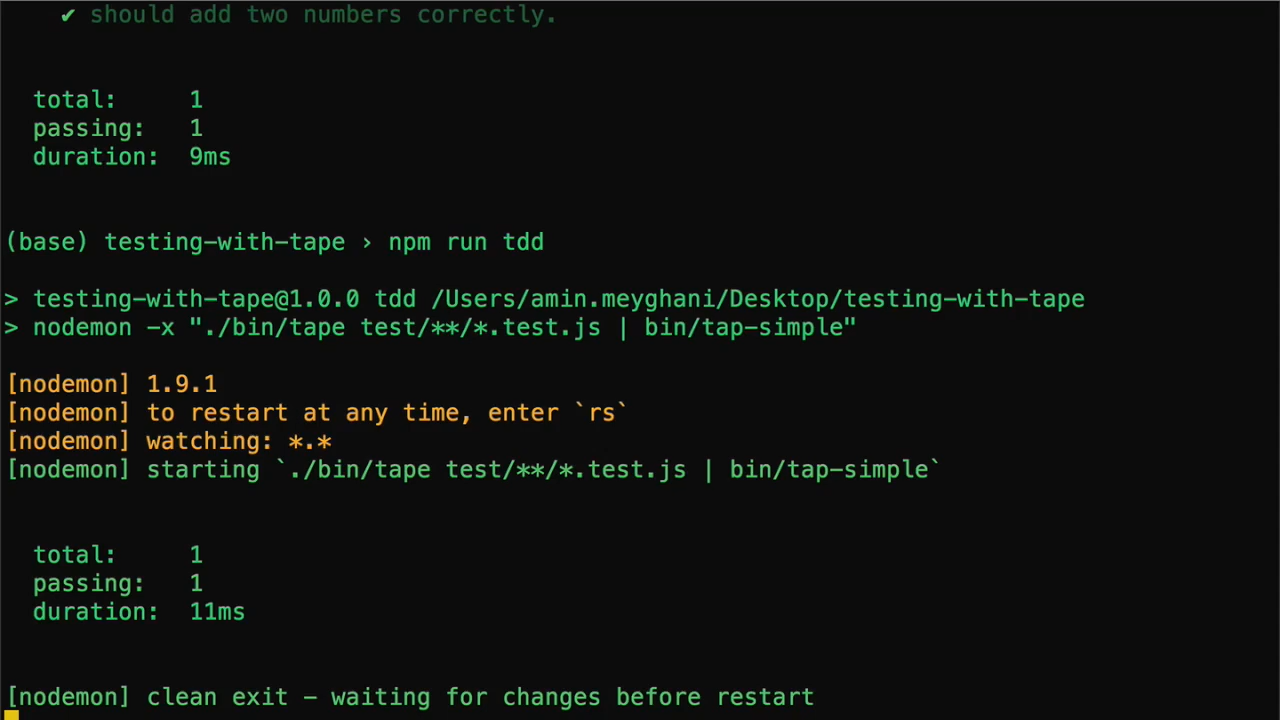 ✔ should add two numbers correctly.
total: 1
passing: 1
duration: 9ms
(base) testing-with-tape › npm run tdd
> testing-with-tape@1.0.0 tdd /Users/amin.meyghani/Desktop/testing-with-tape
> nodemon -x "./bin/tape test/**/*.test.js | bin/tap-simple"
[nodemon] 1.9.1
[nodemon] to restart at any time, enter `rs`
[nodemon] watching: *.*
[nodemon] starting `./bin/tape test/**/*.test.js | bin/tap-simple`
total: 1
passing: 1
duration: 11ms
[nodemon] clean exit – waiting for changes before restart